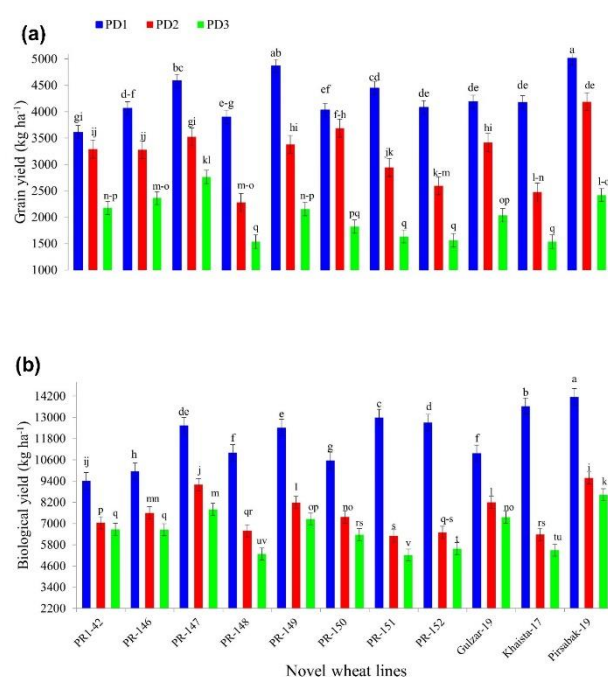 PD1 PD2 PD3
(a)
Grain yield (kg ha⁻¹)
5000
4500
4000
3500
3000
2500
2000
1500
1000
gi ij n-p d-f jj m-o bc gi kl e-g m-o q ab hi n-p ef f-h pq cd jk q de k-m q de hi op de l-n q a de l-o
(b)
Biological yield (kg ha⁻¹)
14200
13000
11800
10600
9400
8200
7000
5800
4600
3400
2200
ij p q h mn q dc j m f qr uv e l op g no rs c s v d q-s t f l no b rs tu a i k
PR1-42 PR-146 PR-147 PR-148 PR-149 PR-150 PR-151 PR-152 Gulzar-19 Khaista-17 Pirsabak-19
Novel wheat lines